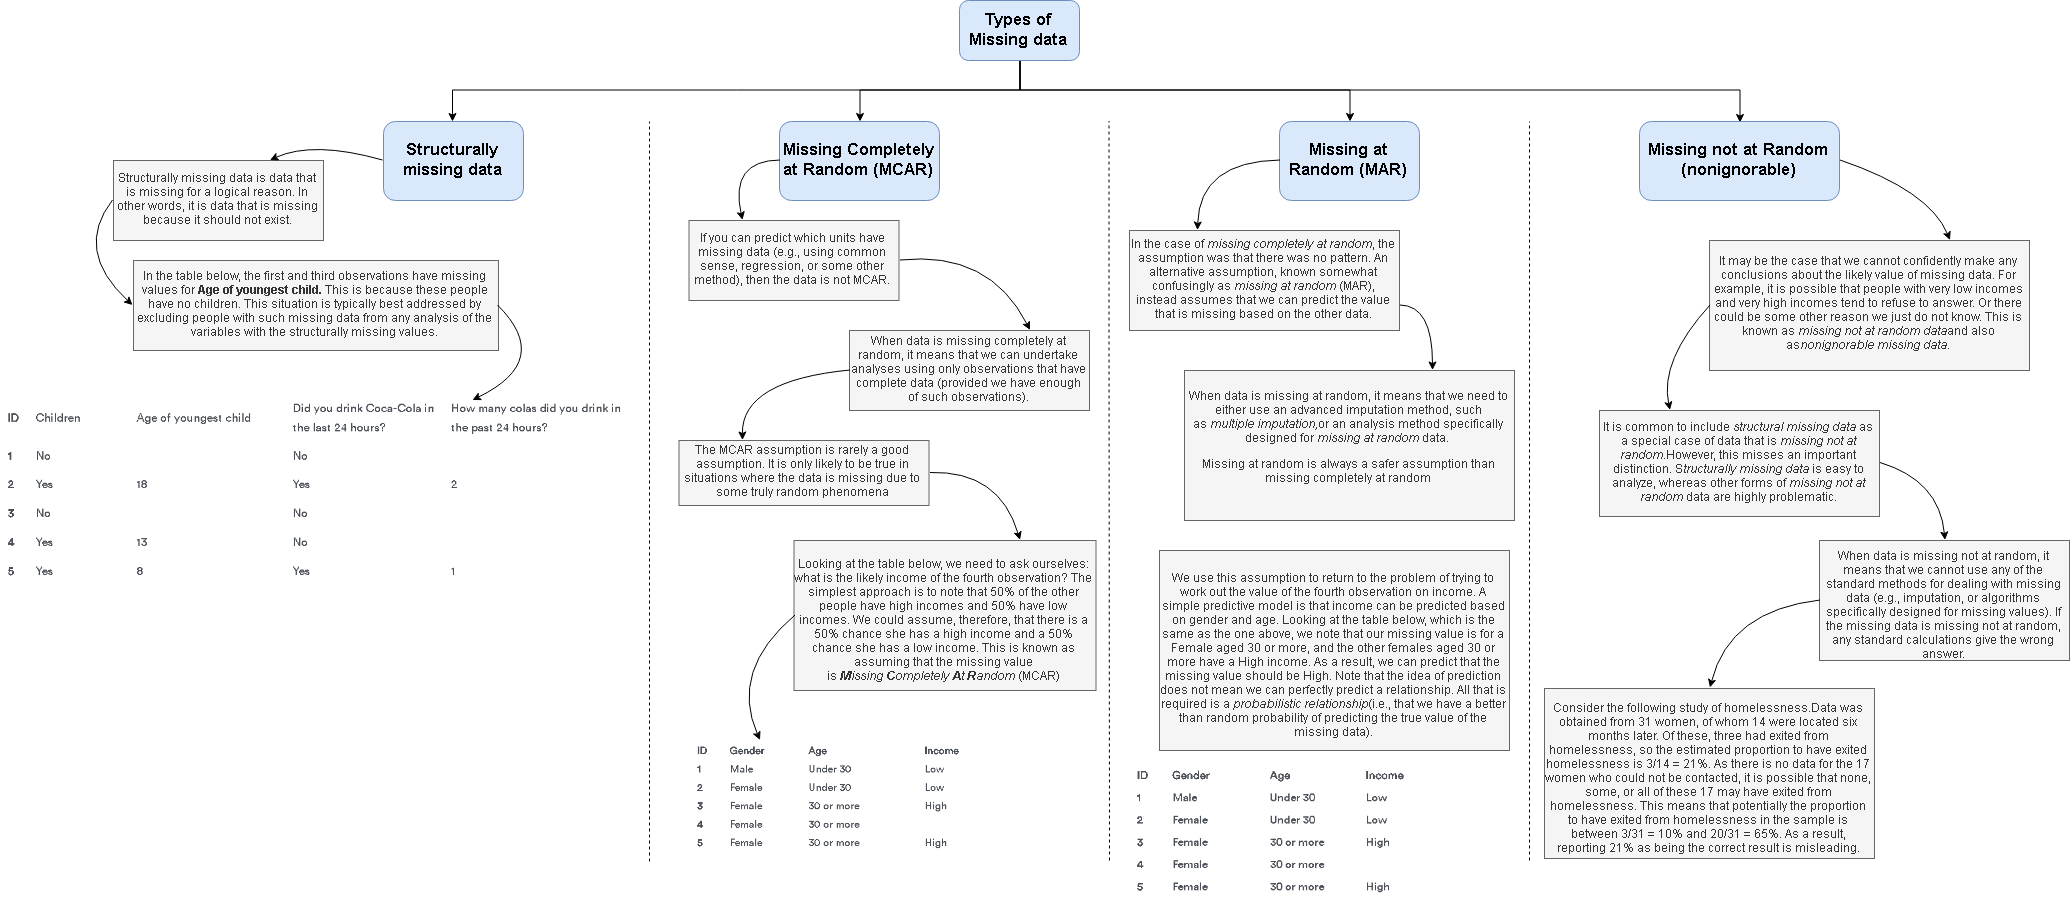 Types of
Missing data
Structurally
missing data
Structurally missing data is data that
is missing for a logical reason. In
other words, it is data that is missing
because it should not exist.
In the table below, the first and third observations have missing
values for Age of youngest child. This is because these people
have no children. This situation is typically best addressed by
excluding people with such missing data from any analysis of the
variables with the structurally missing values.
ID Children Age of youngest child Did you drink Coca-Cola in the last 24 hours? How many colas did you drink in the past 24 hours?
1 No No
2 Yes 18 Yes 2
3 No No
4 Yes 13 No
5 Yes 8 Yes 1
Missing Completely
at Random (MCAR)
If you can predict which units have
missing data (e.g., using common
sense, regression, or some other
method), then the data is not MCAR.
When data is missing completely at
random, it means that we can undertake
analyses using only observations that have
complete data (provided we have enough
of such observations).
The MCAR assumption is rarely a good
assumption. It is only likely to be true in
situations where the data is missing due to
some truly random phenomena
Looking at the table below, we need to ask ourselves:
what is the likely income of the fourth observation? The
simplest approach is to note that 50% of the other
people have high incomes and 50% have low
incomes. We could assume, therefore, that there is a
50% chance she has a high income and a 50%
chance she has a low income. This is known as
assuming that the missing value
is Missing Completely At Random (MCAR)
ID Gender Age Income
1 Male Under 30 Low
2 Female Under 30 Low
3 Female 30 or more High
4 Female 30 or more
5 Female 30 or more High
Missing at
Random (MAR)
In the case of missing completely at random, the
assumption was that there was no pattern. An
alternative assumption, known somewhat
confusingly as missing at random (MAR),
instead assumes that we can predict the value
that is missing based on the other data.
When data is missing at random, it means that we need to
either use an advanced imputation method, such
as multiple imputation,or an analysis method specifically
designed for missing at random data.
Missing at random is always a safer assumption than
missing completely at random
We use this assumption to return to the problem of trying to
work out the value of the fourth observation on income. A
simple predictive model is that income can be predicted based
on gender and age. Looking at the table below, which is the
same as the one above, we note that our missing value is for a
Female aged 30 or more, and the other females aged 30 or
more have a High income. As a result, we can predict that the
missing value should be High. Note that the idea of prediction
does not mean we can perfectly predict a relationship. All that is
required is a probabilistic relationship(i.e., that we have a better
than random probability of predicting the true value of the
missing data).
ID Gender Age Income
1 Male Under 30 Low
2 Female Under 30 Low
3 Female 30 or more High
4 Female 30 or more
5 Female 30 or more High
Missing not at Random
(nonignorable)
It may be the case that we cannot confidently make any
conclusions about the likely value of missing data. For
example, it is possible that people with very low incomes
and very high incomes tend to refuse to answer. Or there
could be some other reason we just do not know. This is
known as missing not at random dataand also
asnonignorable missing data.
It is common to include structural missing data as
a special case of data that is missing not at
random.However, this misses an important
distinction. Structurally missing data is easy to
analyze, whereas other forms of missing not at
random data are highly problematic.
When data is missing not at random, it
means that we cannot use any of the
standard methods for dealing with missing
data (e.g., imputation, or algorithms
specifically designed for missing values). If
the missing data is missing not at random,
any standard calculations give the wrong
answer.
Consider the following study of homelessness.Data was
obtained from 31 women, of whom 14 were located six
months later. Of these, three had exited from
homelessness, so the estimated proportion to have exited
homelessness is 3/14 = 21%. As there is no data for the 17
women who could not be contacted, it is possible that none,
some, or all of these 17 may have exited from
homelessness. This means that potentially the proportion
to have exited from homelessness in the sample is
between 3/31 = 10% and 20/31 = 65%. As a result,
reporting 21% as being the correct result is misleading.